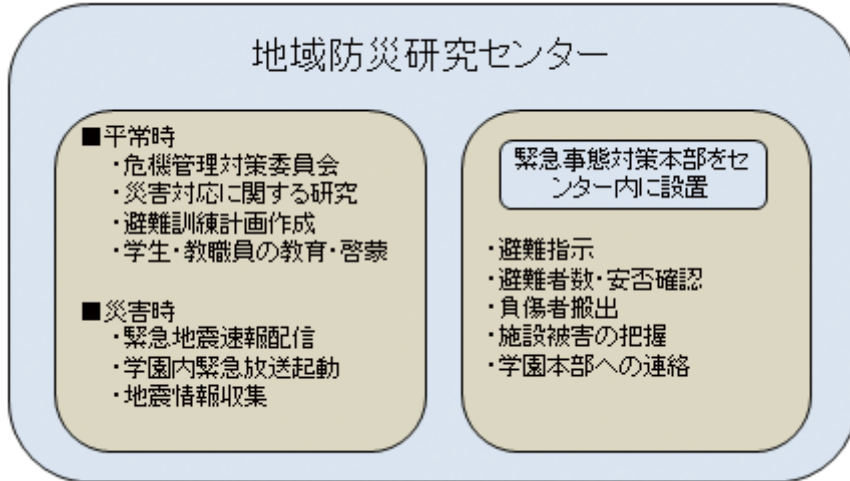 地域防災研究センター
■平常時
・危機管理対策委員会
・災害対応に関する研究
・避難訓練計画作成
・学生・教職員の教育・啓蒙
■災害時
・緊急地震速報配信
・学園内緊急放送起動
・地震情報収集
緊急事態対策本部をセ
ンター内に設置
・避難指示
・避難者数・安否確認
・負傷者搬出
・施設被害の把握
・学園本部への連絡